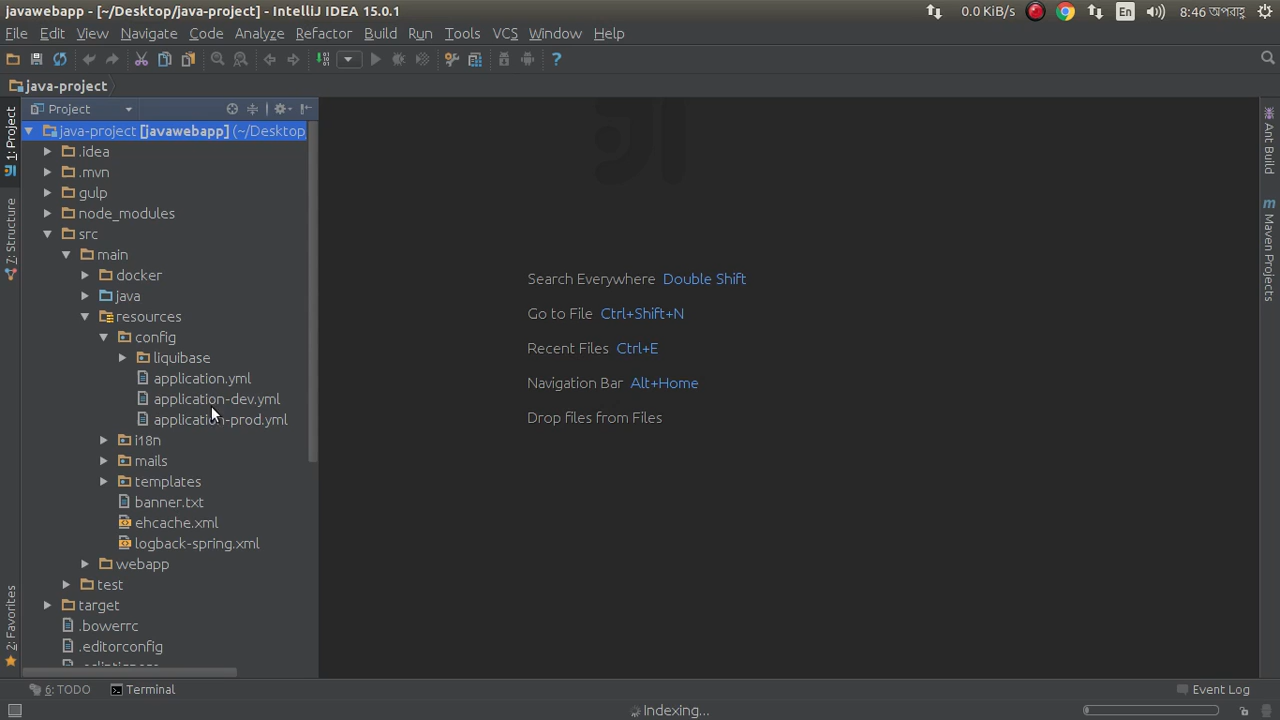 javawebapp - [~/Desktop/java-project] - IntelliJ IDEA 15.0.1
0.0 KiB/s En 8:46 অপরাহ্ণ
File Edit View Navigate Code Analyze Refactor Build Run Tools VCS Window Help
java-project
Project
java-project [javawebapp] (~/Desktop
.idea
.mvn
gulp
node_modules
src
main
docker
java
resources
config
liquibase
application.yml
application-dev.yml
application-prod.yml
i18n
mails
templates
banner.txt
ehcache.xml
logback-spring.xml
webapp
test
target
.bowerrc
.editorconfig
1: Project
7: Structure
2: Favorites
Search Everywhere Double Shift
Go to File Ctrl+Shift+N
Recent Files Ctrl+E
Navigation Bar Alt+Home
Drop files from Files
Ant Build
Maven Projects
6: TODO
Terminal
Event Log
Indexing...